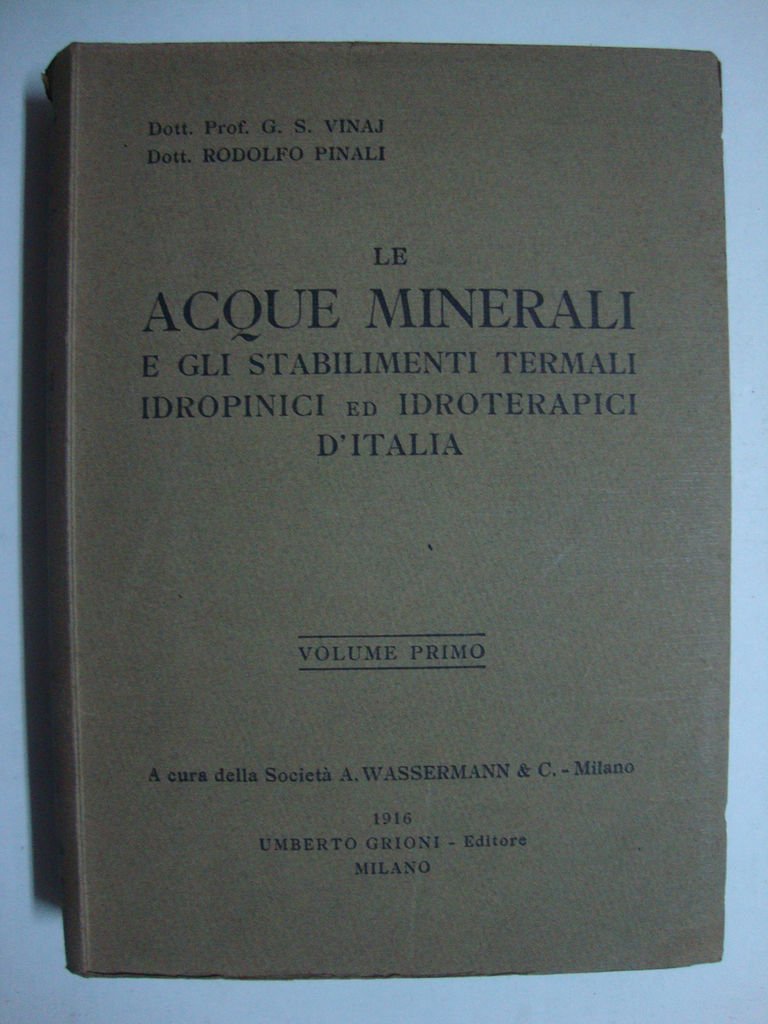 Dott. Prof. G. S. VINAJ
Dott. RODOLFO PINALI
LE
ACQUE MINERALI
E GLI STABILIMENTI TERMALI
IDROPINICI ED IDROTERAPICI
D'ITALIA
VOLUME PRIMO
A cura della Società A. WASSERMANN & C. - Milano
1916
UMBERTO GRIONI - Editore
MILANO